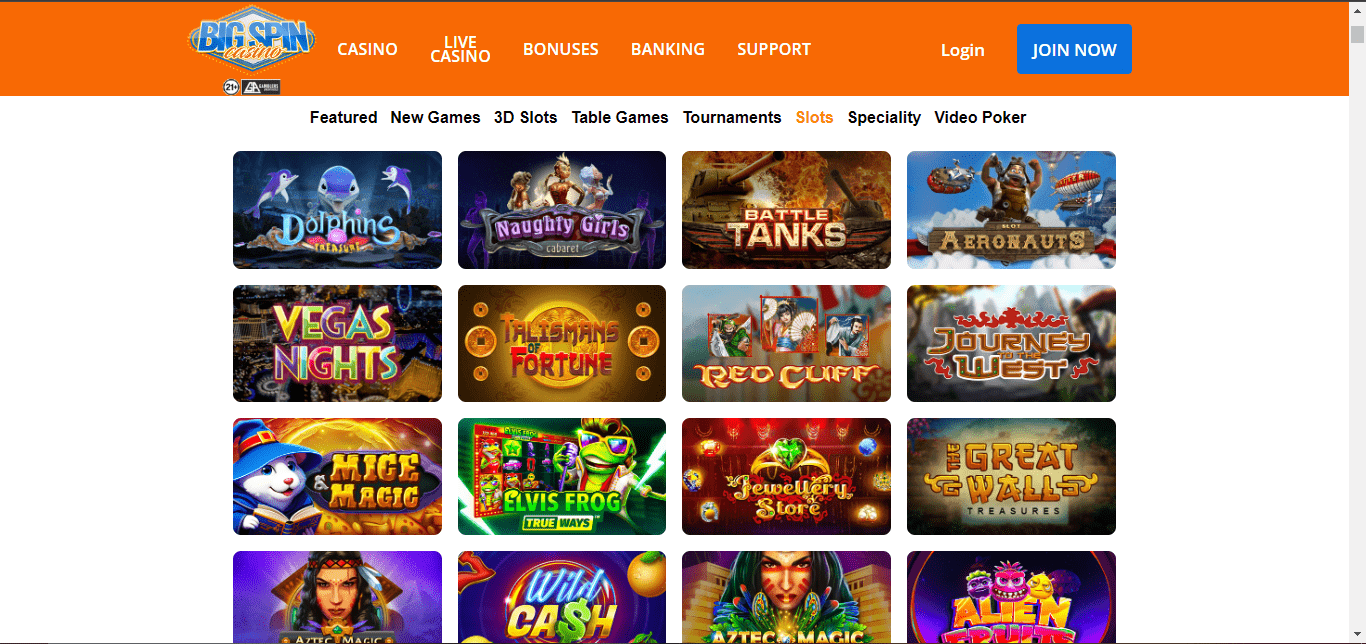 BIG SPIN
casino
21+
CASINO
LIVE
CASINO
BONUSES
BANKING
SUPPORT
Login
JOIN NOW
Featured New Games 3D Slots Table Games Tournaments Slots Speciality Video Poker
DOLPHINS
TREASURE
Naughty Girls
cabaret
BATTLE
TANKS
SLOT
AERONAUTS
VEGAS
NIGHTS
TALISMANS
OF
FORTUNE
RED CLIFF
JOURNEY
TO THE
WEST
MICE
& MAGIC
ELVIS FROG
TRUE WAYS
Jewellery
Store
THE GREAT
WALL
TREASURES
AZTEC MAGIC
Wild
CA$H
AZTEC MAGIC
ALIEN
FRUITS